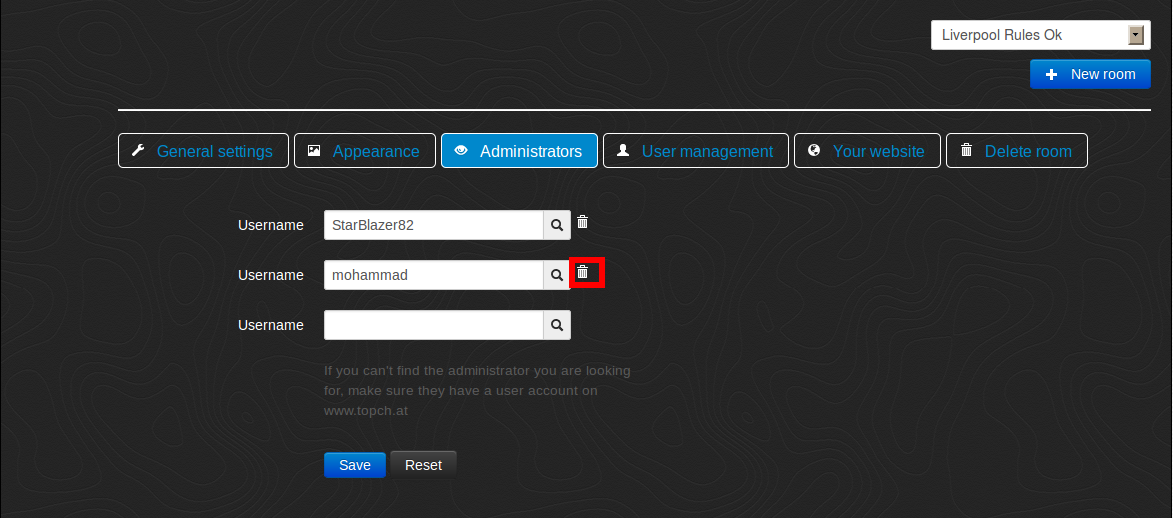 Liverpool Rules Ok
New room
General settings
Appearance
Administrators
User management
Your website
Delete room
Username
StarBlazer82
Username
mohammad
Username
If you can't find the administrator you are looking
for, make sure they have a user account on
www.topch.at
Save
Reset